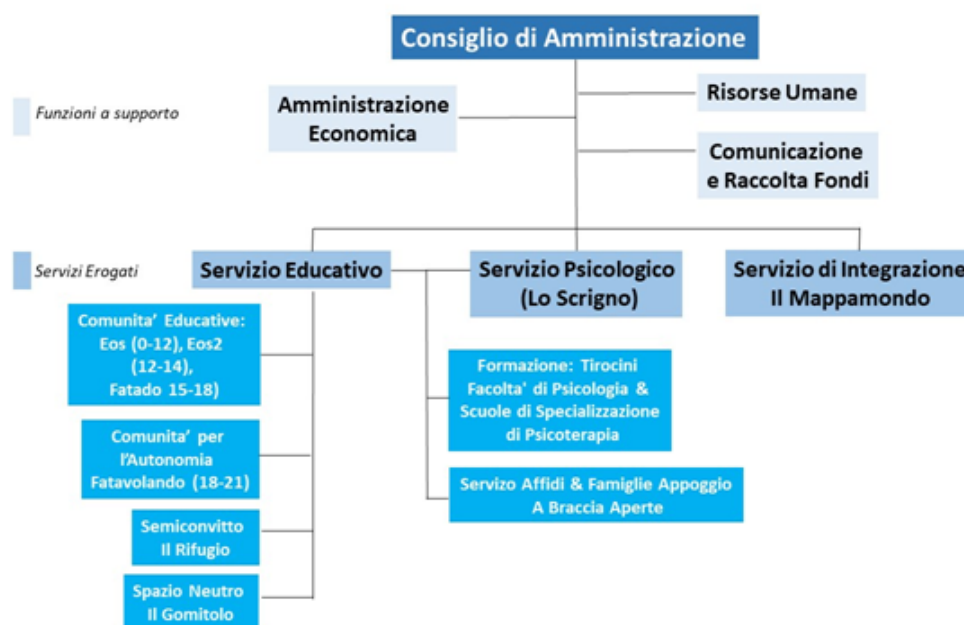 Consiglio di Amministrazione
Funzioni a supporto
Amministrazione
Economica
Risorse Umane
Comunicazione
e Raccolta Fondi
Servizi Erogati
Servizio Educativo
Servizio Psicologico
(Lo Scrigno)
Servizio di Integrazione
Il Mappamondo
Comunita' Educative:
Eos (0-12), Eos2
(12-14),
Fatado 15-18)
Comunita' per
l'Autonomia
Fatavolando (18-21)
Semiconvitto
Il Rifugio
Spazio Neutro
Il Gomitolo
Formazione: Tirocini
Facolta' di Psicologia &
Scuole di Specializzazione
di Psicoterapia
Servizo Affidi & Famiglie Appoggio
A Braccia Aperte